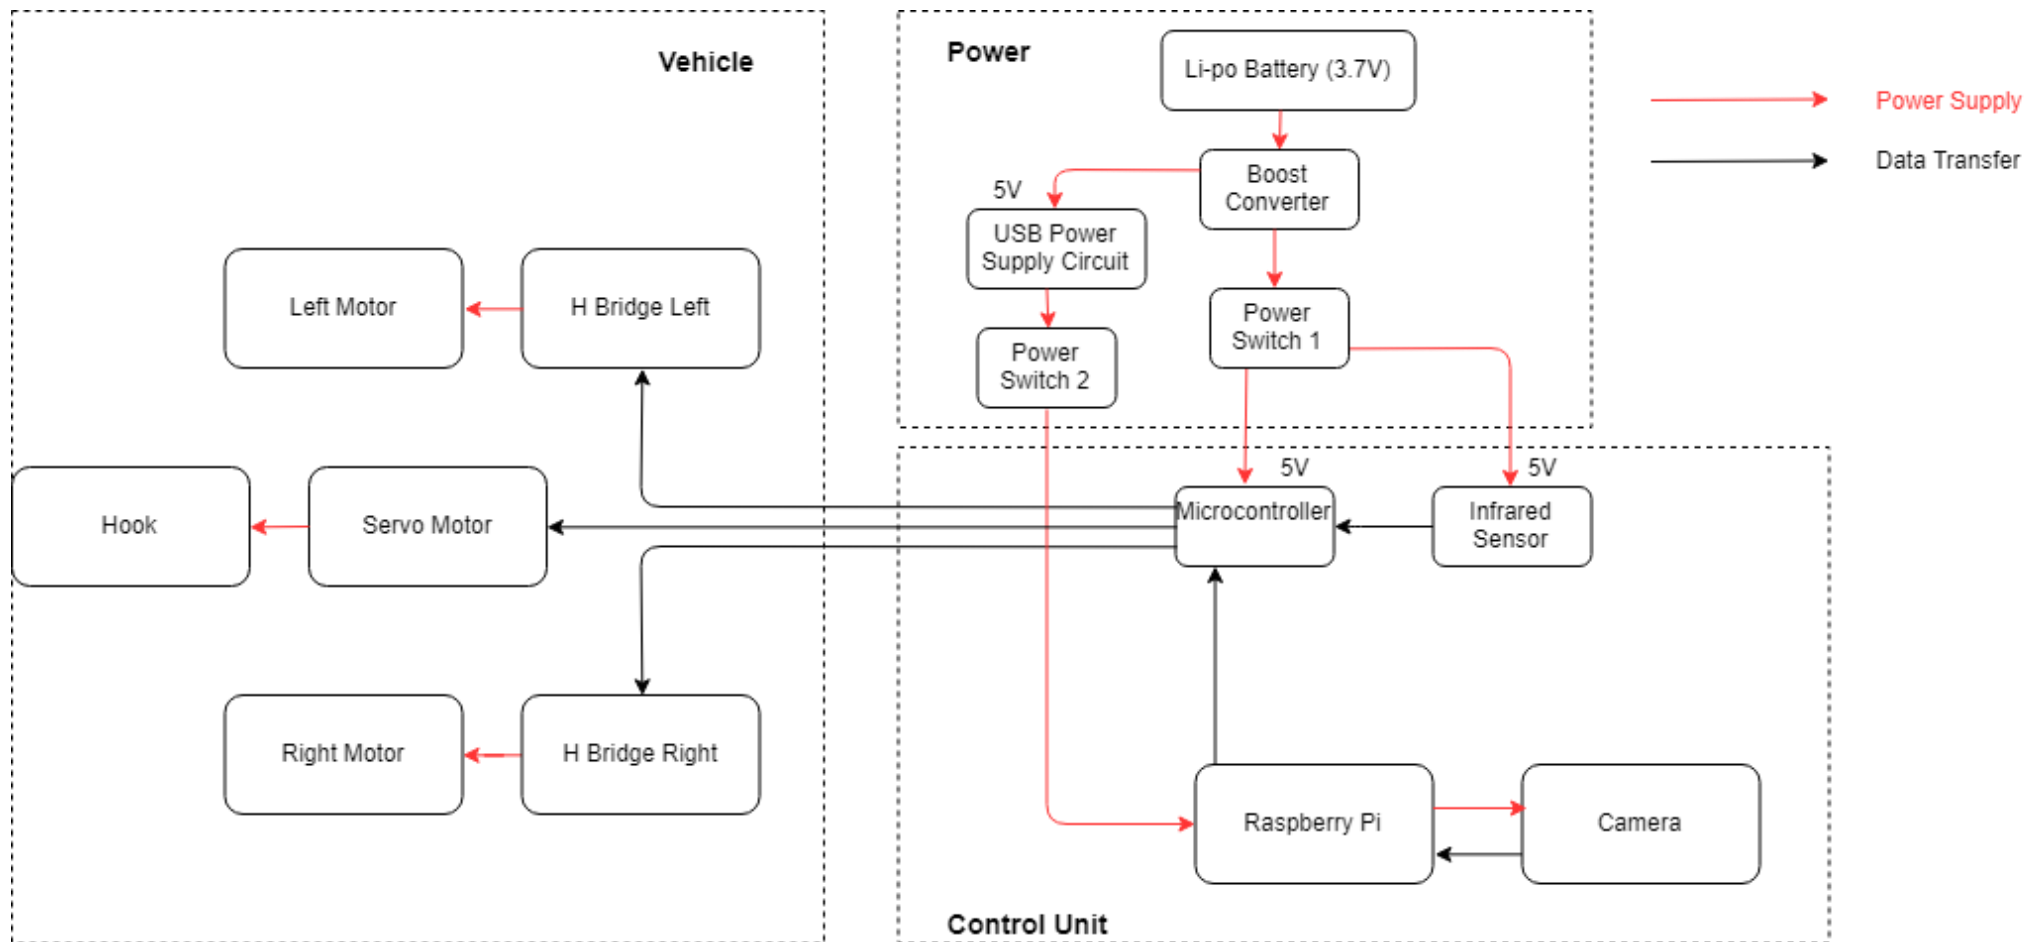 Vehicle
Power
Li-po Battery (3.7V)
Power Supply
Data Transfer
Boost
Converter
5V
USB Power
Supply Circuit
Power
Switch 1
Power
Switch 2
Left Motor
H Bridge Left
5V
5V
Hook
Servo Motor
Microcontroller
Infrared
Sensor
Right Motor
H Bridge Right
Raspberry Pi
Camera
Control Unit